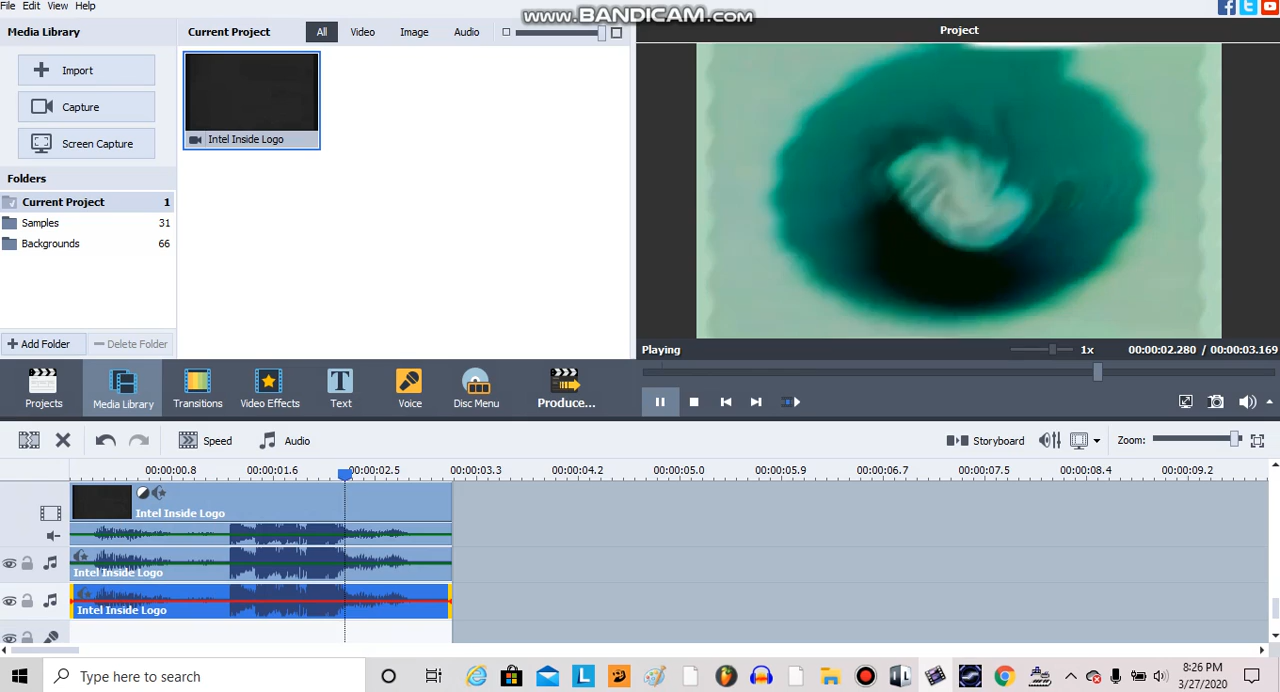 File Edit View Help
www.BANDICAM.com
Media Library
Current Project All Video Image Audio
Project
Import
Capture
Screen Capture
Intel Inside Logo
Folders
Current Project 1
Samples 31
Backgrounds 66
Add Folder Delete Folder
Playing 1x 00:00:02.280 / 00:00:03.169
Projects Media Library Transitions Video Effects Text Voice Disc Menu Produce...
Speed Audio Storyboard Zoom:
00:00:00.8 00:00:01.6 00:00:02.5 00:00:03.3 00:00:04.2 00:00:05.0 00:00:05.9 00:00:06.7 00:00:07.5 00:00:08.4 00:00:09.2
Intel Inside Logo
Intel Inside Logo
Intel Inside Logo
Type here to search
8:26 PM
3/27/2020